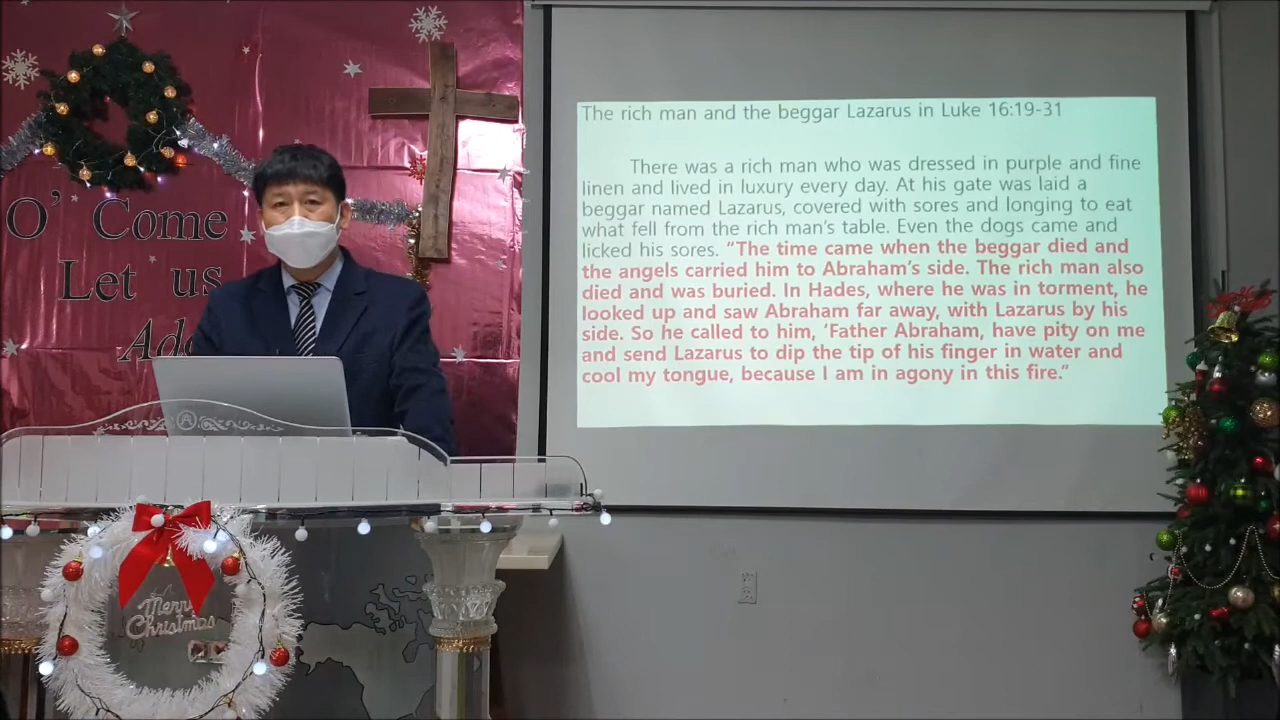 O' Come
Let us
Ado
The rich man and the beggar Lazarus in Luke 16:19-31
There was a rich man who was dressed in purple and fine
linen and lived in luxury every day. At his gate was laid a
beggar named Lazarus, covered with sores and longing to eat
what fell from the rich man's table. Even the dogs came and
licked his sores. “The time came when the beggar died and
the angels carried him to Abraham's side. The rich man also
died and was buried. In Hades, where he was in torment, he
looked up and saw Abraham far away, with Lazarus by his
side. So he called to him, ‘Father Abraham, have pity on me
and send Lazarus to dip the tip of his finger in water and
cool my tongue, because I am in agony in this fire.”
Merry
Christmas